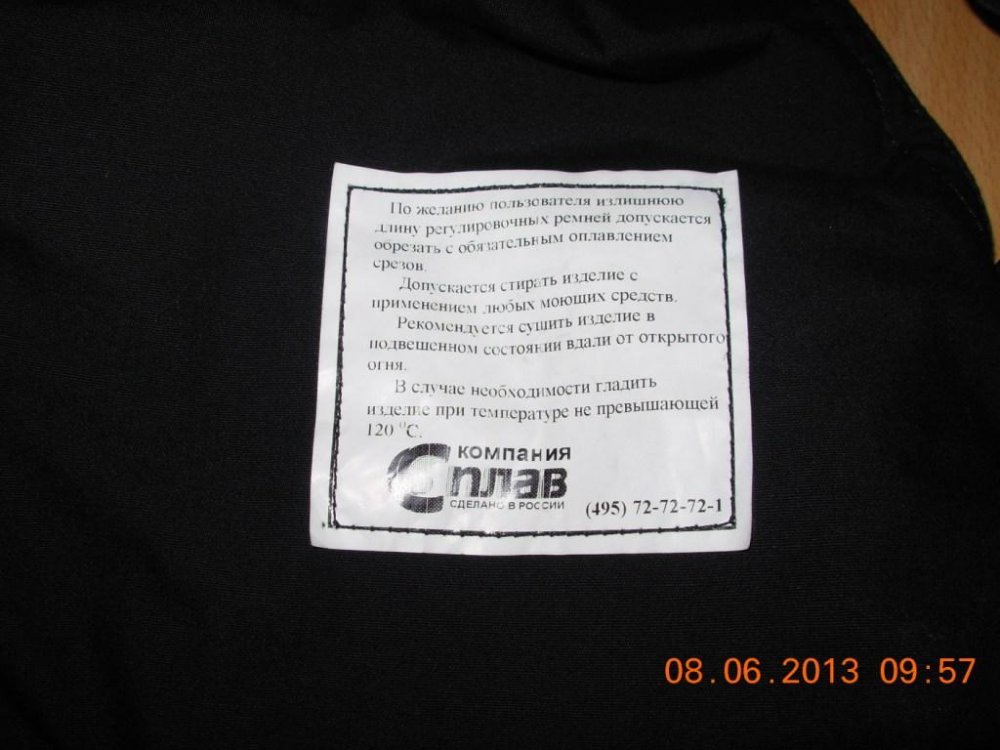 По желанию пользователя излишнюю
длину регулировочных ремней допускается
обрезать с обязательным оплавлением
срезов.
Допускается стирать изделие с
применением любых моющих средств.
Рекомендуется сушить изделие в
подвешенном состоянии вдали от открытого
огня.
В случае необходимости гладить
изделие при температуре не превышающей
120 °С.
компания
Сплав
СДЕЛАНО В РОССИИ
(495) 72-72-72-1
08.06.2013 09:57